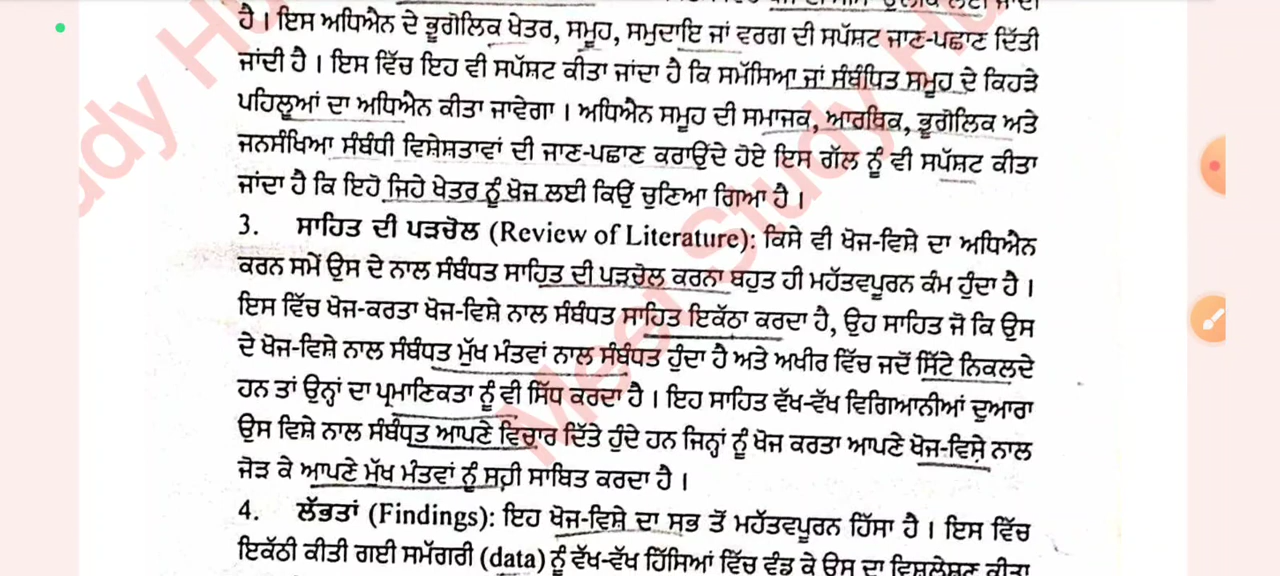 ਹੈ। ਇਸ ਅਧਿਐਨ ਦੇ ਭੂਗੋਲਿਕ ਖੇਤਰ, ਸਮੂਹ, ਸਮੁਦਾਇ ਜਾਂ ਵਰਗ ਦੀ ਸਪੱਸ਼ਟ ਜਾਣ-ਪਛਾਣ ਦਿੱਤੀ
ਜਾਂਦੀ ਹੈ। ਇਸ ਵਿੱਚ ਇਹ ਵੀ ਸਪੱਸ਼ਟ ਕੀਤਾ ਜਾਂਦਾ ਹੈ ਕਿ ਸਮੱਸਿਆ ਜਾਂ ਸੰਬੰਧਿਤ ਸਮੂਹ ਦੇ ਕਿਹੜੇ
ਪਹਿਲੂਆਂ ਦਾ ਅਧਿਐਨ ਕੀਤਾ ਜਾਵੇਗਾ। ਅਧਿਐਨ ਸਮੂਹ ਦੀ ਸਮਾਜਕ, ਆਰਥਿਕ, ਭੂਗੋਲਿਕ ਅਤੇ
ਜਨਸੰਖਿਆ ਸੰਬੰਧੀ ਵਿਸ਼ੇਸਤਾਵਾਂ ਦੀ ਜਾਣ-ਪਛਾਣ ਕਰਾਉਂਦੇ ਹੋਏ ਇਸ ਗੱਲ ਨੂੰ ਵੀ ਸਪੱਸ਼ਟ ਕੀਤਾ
ਜਾਂਦਾ ਹੈ ਕਿ ਇਹੋ ਜਿਹੇ ਖੇਤਰ ਨੂੰ ਖੋਜ ਲਈ ਕਿਉਂ ਚੁਣਿਆ ਗਿਆ ਹੈ।
3. ਸਾਹਿਤ ਦੀ ਪੜਚੋਲ (Review of Literature): ਕਿਸੇ ਵੀ ਖੋਜ-ਵਿਸ਼ੇ ਦਾ ਅਧਿਐਨ
ਕਰਨ ਸਮੇਂ ਉਸ ਦੇ ਨਾਲ ਸੰਬੰਧਤ ਸਾਹਿਤ ਦੀ ਪੜਚੋਲ ਕਰਨਾ ਬਹੁਤ ਹੀ ਮਹੱਤਵਪੂਰਨ ਕੰਮ ਹੁੰਦਾ ਹੈ।
ਇਸ ਵਿੱਚ ਖੋਜ-ਕਰਤਾ ਖੋਜ-ਵਿਸ਼ੇ ਨਾਲ ਸੰਬੰਧਤ ਸਾਹਿਤ ਇਕੱਠਾ ਕਰਦਾ ਹੈ, ਉਹ ਸਾਹਿਤ ਜੋ ਕਿ ਉਸ
ਦੇ ਖੋਜ-ਵਿਸ਼ੇ ਨਾਲ ਸੰਬੰਧਤ ਮੁੱਖ ਮੰਤਵਾਂ ਨਾਲ ਸੰਬੰਧਤ ਹੁੰਦਾ ਹੈ ਅਤੇ ਅਖੀਰ ਵਿੱਚ ਜਦੋਂ ਸਿੱਟੇ ਨਿਕਲਦੇ
ਹਨ ਤਾਂ ਉਨ੍ਹਾਂ ਦਾ ਪ੍ਰਮਾਣਿਕਤਾ ਨੂੰ ਵੀ ਸਿੱਧ ਕਰਦਾ ਹੈ। ਇਹ ਸਾਹਿਤ ਵੱਖ-ਵੱਖ ਵਿਗਿਆਨੀਆਂ ਦੁਆਰਾ
ਉਸ ਵਿਸ਼ੇ ਨਾਲ ਸੰਬੰਧਤ ਆਪਣੇ ਵਿਚਾਰ ਦਿੱਤੇ ਹੁੰਦੇ ਹਨ ਜਿਨ੍ਹਾਂ ਨੂੰ ਖੋਜ ਕਰਤਾ ਆਪਣੇ ਖੋਜ-ਵਿਸ਼ੇ ਨਾਲ
ਜੋੜ ਕੇ ਆਪਣੇ ਮੁੱਖ ਮੰਤਵਾਂ ਨੂੰ ਸਹੀ ਸਾਬਿਤ ਕਰਦਾ ਹੈ।
4. ਲੱਭਤਾਂ (Findings): ਇਹ ਖੋਜ-ਵਿਸ਼ੇ ਦਾ ਸਭ ਤੋਂ ਮਹੱਤਵਪੂਰਨ ਹਿੱਸਾ ਹੈ। ਇਸ ਵਿੱਚ
ਇਕੱਠੀ ਕੀਤੀ ਗਈ ਸਮੱਗਰੀ (data) ਨੂੰ ਵੱਖ-ਵੱਖ ਹਿੱਸਿਆਂ ਵਿੱਚ ਵੰਡ ਕੇ ਉਸ ਦਾ ਵਿਸ਼ਲੇਸ਼ਣ ਕੀਤਾ
Meet Study Hu